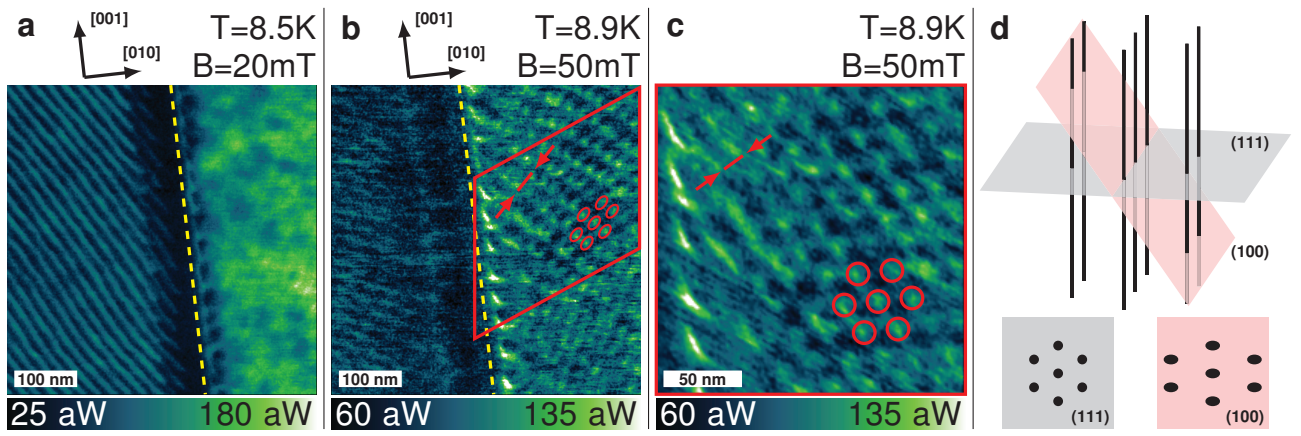 a
[001]
[010]
T=8.5K
B=20mT
100 nm
25 aW
180 aW
b
[001]
[010]
T=8.9K
B=50mT
100 nm
60 aW
135 aW
c
T=8.9K
B=50mT
50 nm
60 aW
135 aW
d
(111)
(100)
(111)
(100)